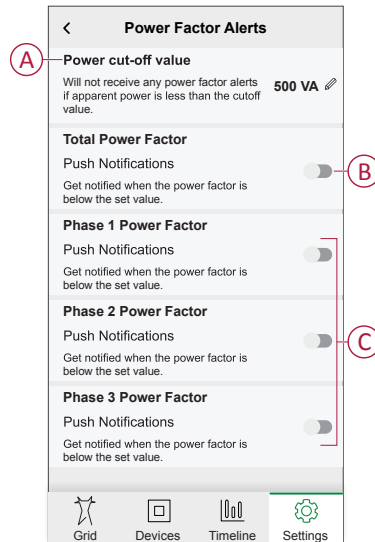 < Power Factor Alerts
A
Power cut-off value
Will not receive any power factor alerts
if apparent power is less than the cutoff
value.
500 VA
Total Power Factor
Push Notifications
Get notified when the power factor is
below the set value.
B
Phase 1 Power Factor
Push Notifications
Get notified when the power factor is
below the set value.
Phase 2 Power Factor
Push Notifications
Get notified when the power factor is
below the set value.
C
Phase 3 Power Factor
Push Notifications
Get notified when the power factor is
below the set value.
Grid Devices Timeline Settings